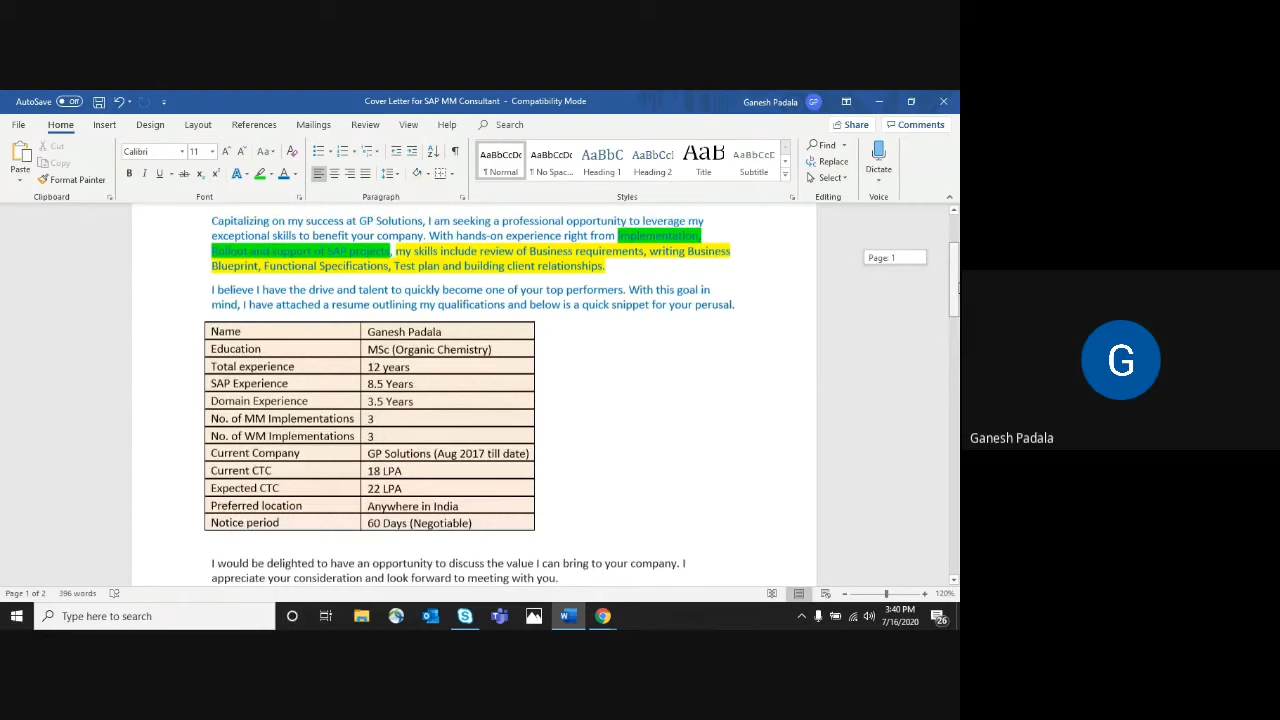 AutoSave Off Cover Letter for SAP MM Consultant - Compatibility Mode Ganesh Padala GP
File Home Insert Design Layout References Mailings Review View Help Search Share Comments
Paste Cut Copy Format Painter Calibri 11 AaBbCcDc AaBbCcDc AaBbC AaBbCcI AaB AaBbCcD Find Replace Select Dictate
¶ Normal ¶ No Spac... Heading 1 Heading 2 Title Subtitle
Clipboard Font Paragraph Styles Editing Voice
Capitalizing on my success at GP Solutions, I am seeking a professional opportunity to leverage my
exceptional skills to benefit your company. With hands-on experience right from Implementation,
Rollout and support of SAP projects, my skills include review of Business requirements, writing Business
Blueprint, Functional Specifications, Test plan and building client relationships.
Page: 1
I believe I have the drive and talent to quickly become one of your top performers. With this goal in
mind, I have attached a resume outlining my qualifications and below is a quick snippet for your perusal.
Name Ganesh Padala
Education MSc (Organic Chemistry)
Total experience 12 years
SAP Experience 8.5 Years
Domain Experience 3.5 Years
No. of MM Implementations 3
No. of WM Implementations 3
Current Company GP Solutions (Aug 2017 till date)
Current CTC 18 LPA
Expected CTC 22 LPA
Preferred location Anywhere in India
Notice period 60 Days (Negotiable)
I would be delighted to have an opportunity to discuss the value I can bring to your company. I
appreciate your consideration and look forward to meeting with you.
Page 1 of 2 396 words 120%
Type here to search 3:40 PM
7/16/2020 26
G
Ganesh Padala